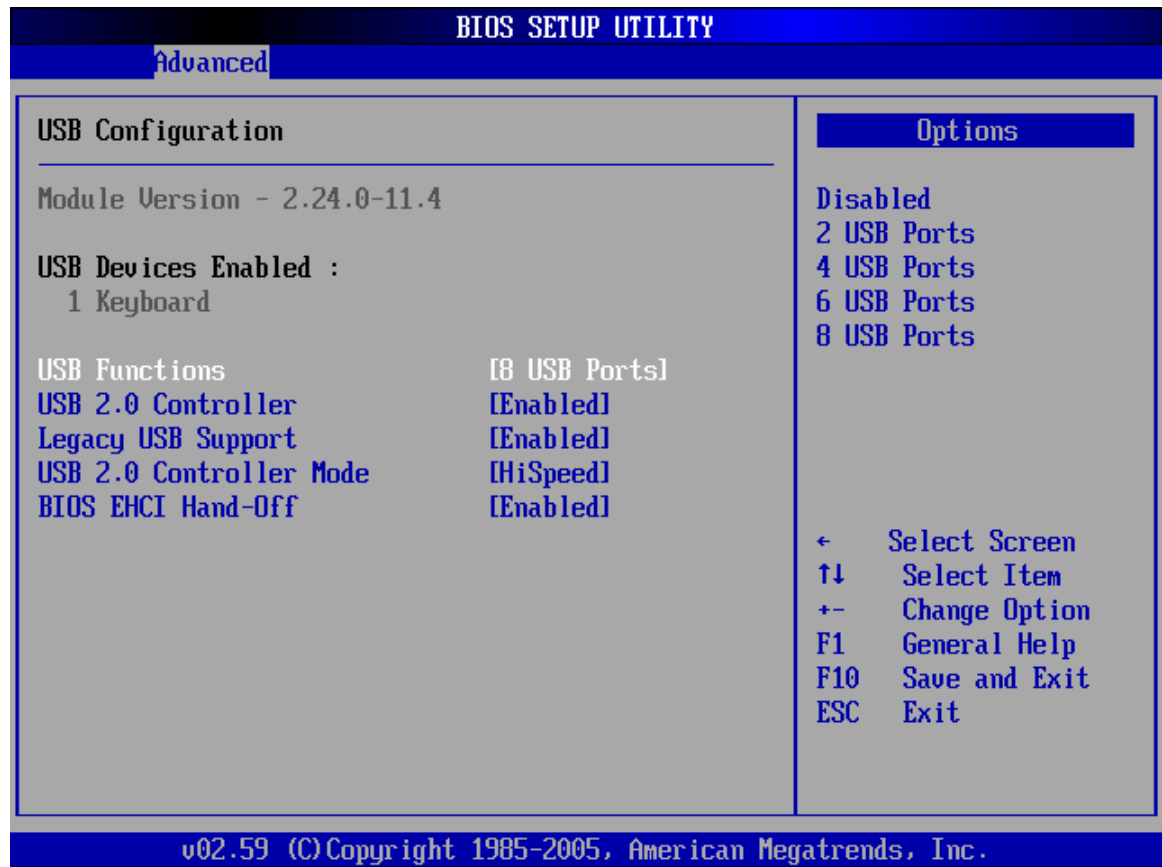 BIOS SETUP UTILITY
Advanced
USB Configuration
Module Version - 2.24.0-11.4
USB Devices Enabled :
1 Keyboard
USB Functions [8 USB Ports]
USB 2.0 Controller [Enabled]
Legacy USB Support [Enabled]
USB 2.0 Controller Mode [HiSpeed]
BIOS EHCI Hand-Off [Enabled]
Options
Disabled
2 USB Ports
4 USB Ports
6 USB Ports
8 USB Ports
← Select Screen
↑↓ Select Item
+- Change Option
F1 General Help
F10 Save and Exit
ESC Exit
v02.59 (C)Copyright 1985-2005, American Megatrends, Inc.